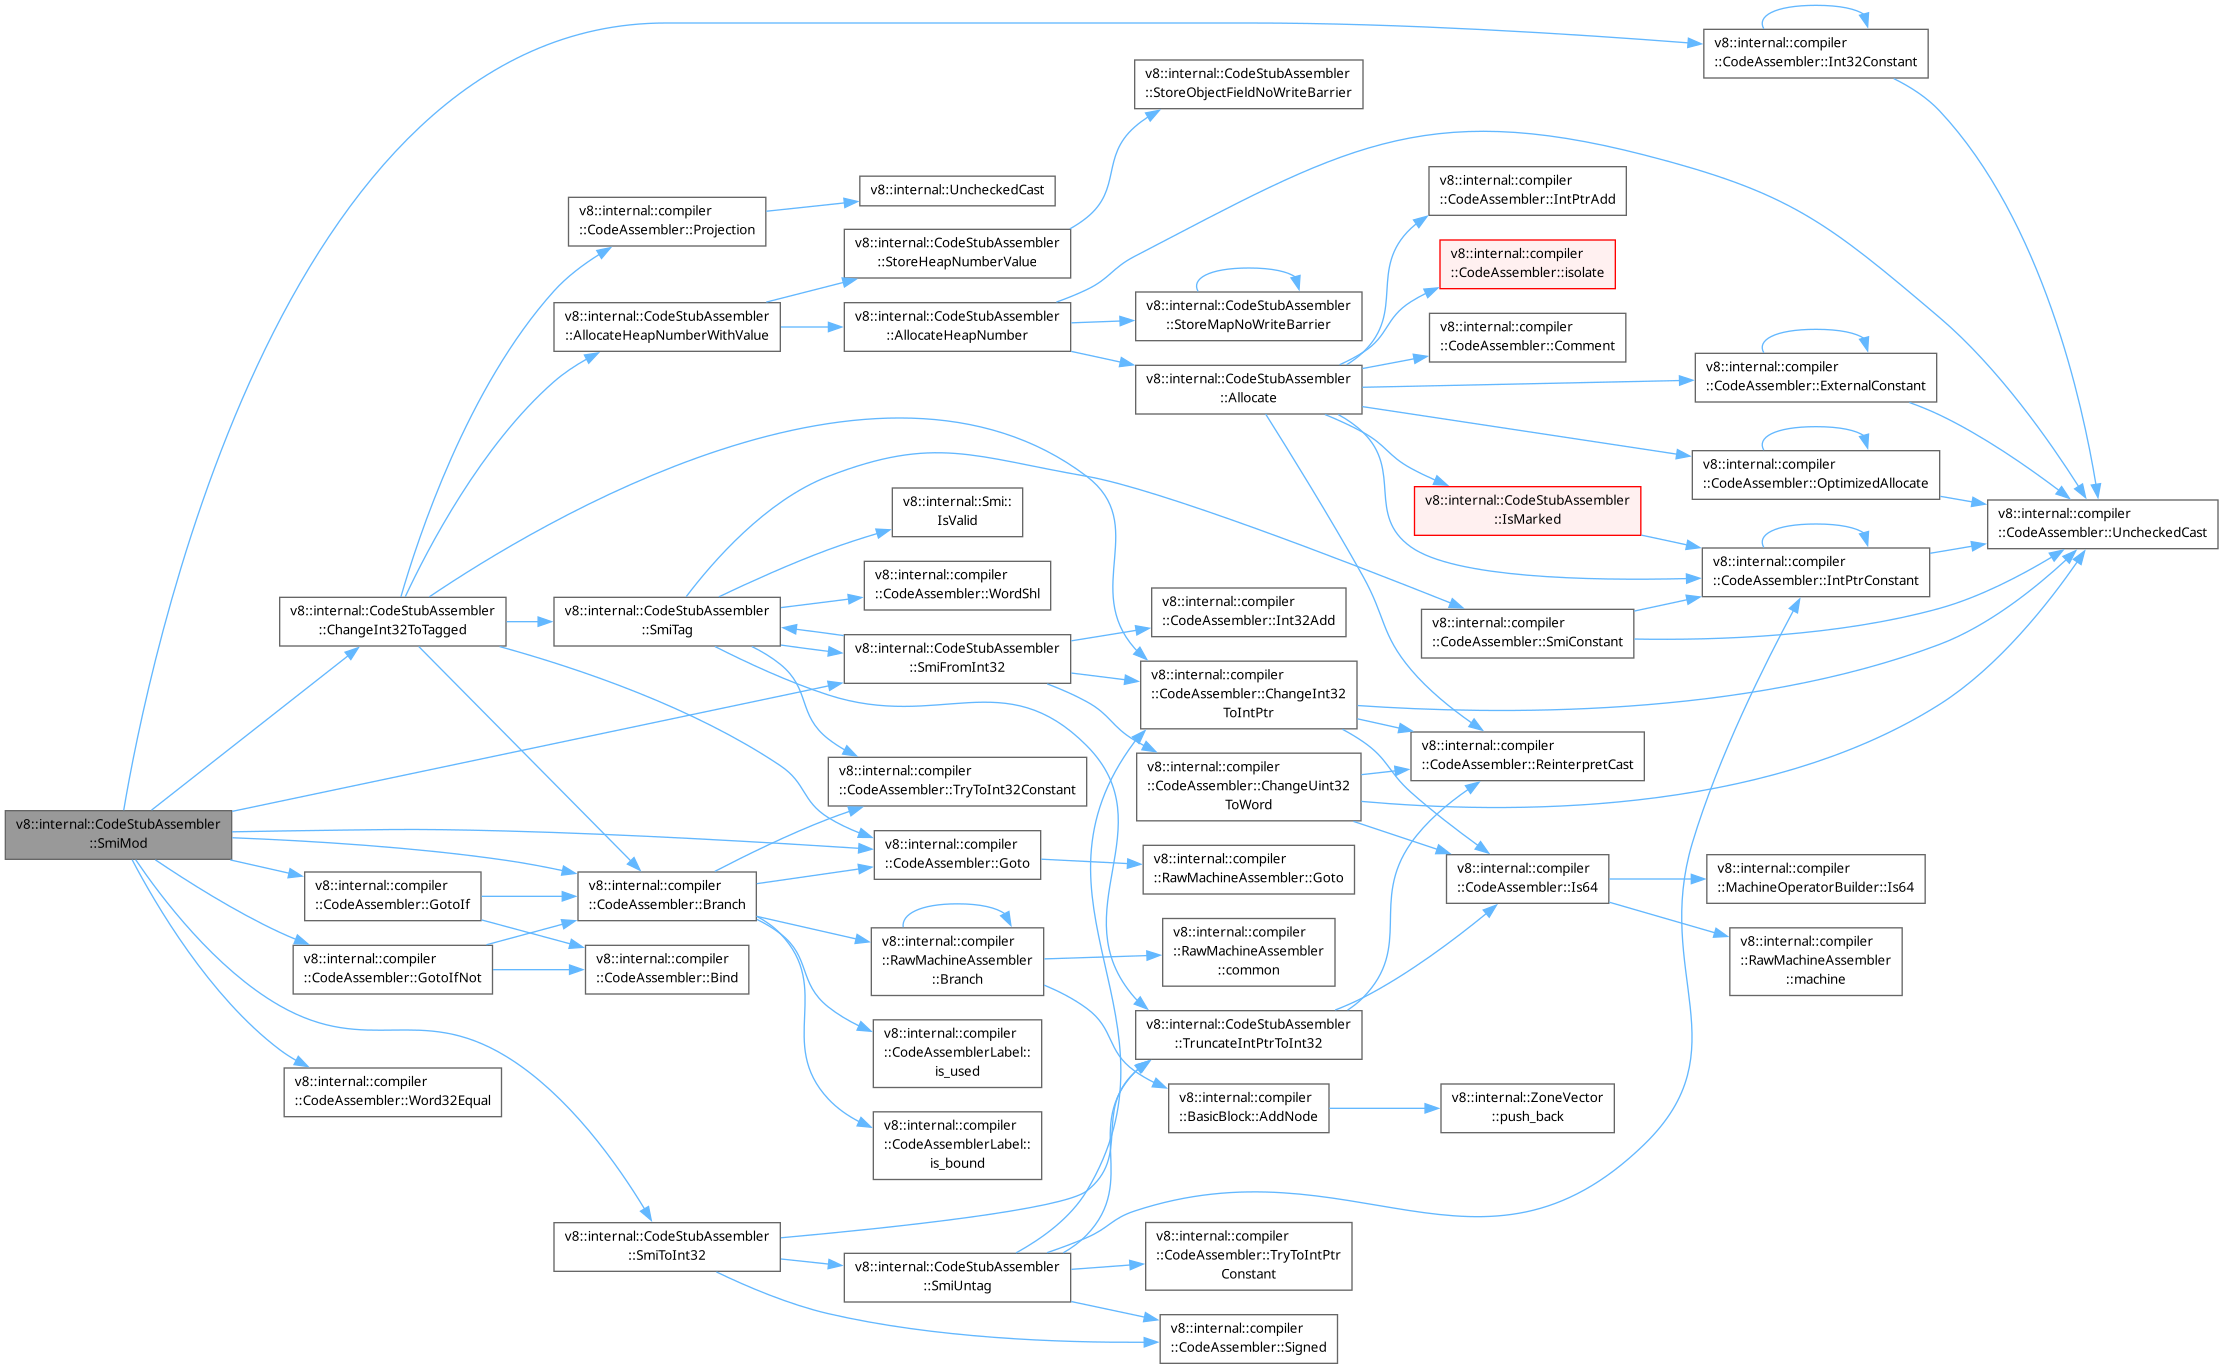 v8::internal::CodeStubAssembler
::SmiMod
v8::internal::CodeStubAssembler
::ChangeInt32ToTagged
v8::internal::compiler
::CodeAssembler::GotoIf
v8::internal::compiler
::CodeAssembler::GotoIfNot
v8::internal::compiler
::CodeAssembler::Word32Equal
v8::internal::compiler
::CodeAssembler::Projection
v8::internal::CodeStubAssembler
::AllocateHeapNumberWithValue
v8::internal::CodeStubAssembler
::SmiTag
v8::internal::compiler
::CodeAssembler::Branch
v8::internal::compiler
::CodeAssembler::Bind
v8::internal::CodeStubAssembler
::SmiToInt32
v8::internal::UncheckedCast
v8::internal::CodeStubAssembler
::StoreHeapNumberValue
v8::internal::CodeStubAssembler
::AllocateHeapNumber
v8::internal::Smi::
IsValid
v8::internal::compiler
::CodeAssembler::WordShl
v8::internal::CodeStubAssembler
::SmiFromInt32
v8::internal::compiler
::CodeAssembler::TryToInt32Constant
v8::internal::compiler
::CodeAssembler::Goto
v8::internal::compiler
::RawMachineAssembler
::Branch
v8::internal::compiler
::CodeAssemblerLabel::
is_used
v8::internal::compiler
::CodeAssemblerLabel::
is_bound
v8::internal::CodeStubAssembler
::SmiUntag
v8::internal::CodeStubAssembler
::StoreObjectFieldNoWriteBarrier
v8::internal::CodeStubAssembler
::StoreMapNoWriteBarrier
v8::internal::CodeStubAssembler
::Allocate
v8::internal::compiler
::CodeAssembler::Int32Add
v8::internal::compiler
::CodeAssembler::ChangeInt32
ToIntPtr
v8::internal::compiler
::CodeAssembler::ChangeUint32
ToWord
v8::internal::compiler
::RawMachineAssembler::Goto
v8::internal::compiler
::RawMachineAssembler
::common
v8::internal::CodeStubAssembler
::TruncateIntPtrToInt32
v8::internal::compiler
::BasicBlock::AddNode
v8::internal::compiler
::CodeAssembler::TryToIntPtr
Constant
v8::internal::compiler
::CodeAssembler::Signed
v8::internal::compiler
::CodeAssembler::IntPtrAdd
v8::internal::compiler
::CodeAssembler::isolate
v8::internal::compiler
::CodeAssembler::Comment
v8::internal::CodeStubAssembler
::IsMarked
v8::internal::compiler
::CodeAssembler::SmiConstant
v8::internal::compiler
::CodeAssembler::ReinterpretCast
v8::internal::compiler
::CodeAssembler::Is64
v8::internal::ZoneVector
::push_back
v8::internal::compiler
::CodeAssembler::Int32Constant
v8::internal::compiler
::CodeAssembler::ExternalConstant
v8::internal::compiler
::CodeAssembler::OptimizedAllocate
v8::internal::compiler
::CodeAssembler::IntPtrConstant
v8::internal::compiler
::MachineOperatorBuilder::Is64
v8::internal::compiler
::RawMachineAssembler
::machine
v8::internal::compiler
::CodeAssembler::UncheckedCast